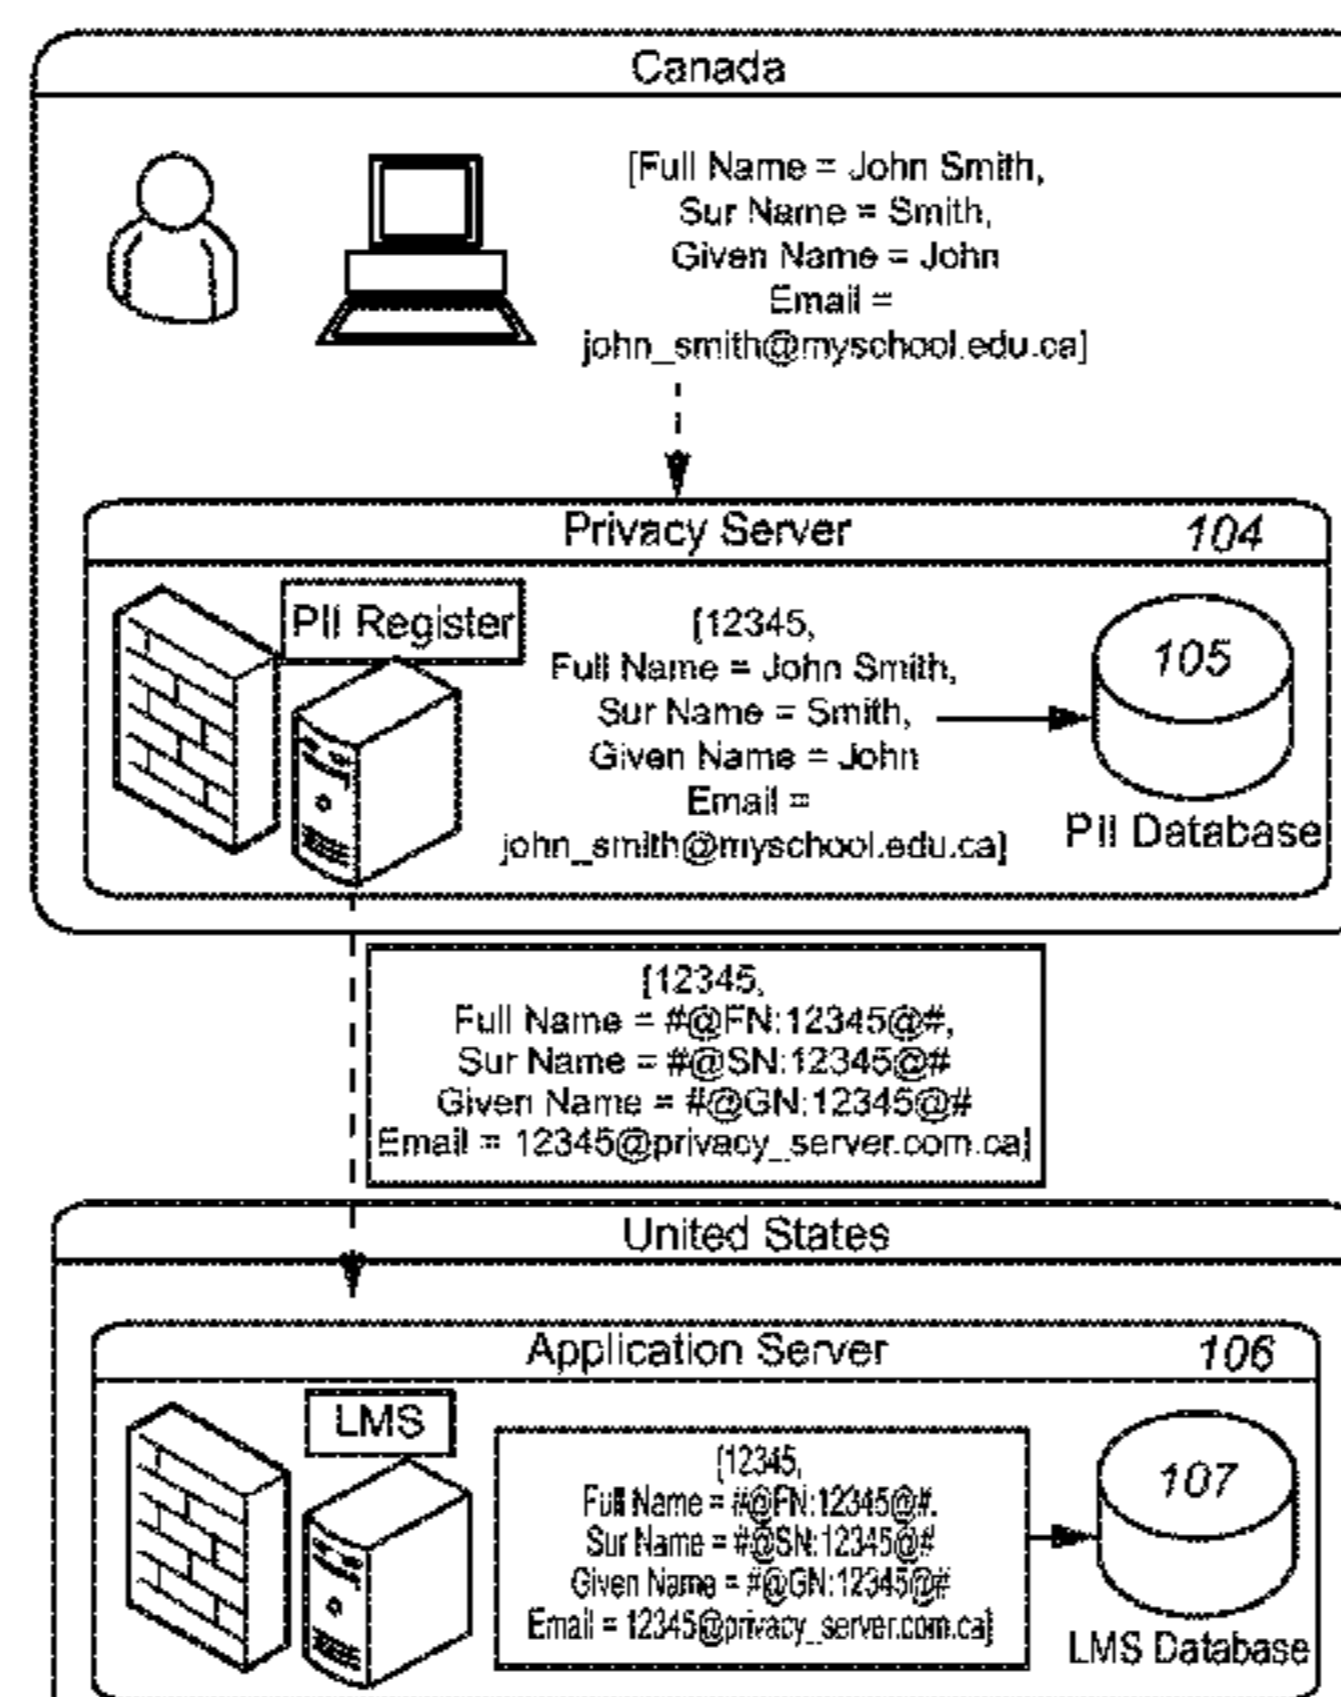 Canada
[Full Name = John Smith,
Sur Name = Smith,
Given Name = John
Email =
john_smith@myschool.edu.ca]
Privacy Server 104
PII Register
[12345,
Full Name = John Smith,
Sur Name = Smith,
Given Name = John
Email =
john_smith@myschool.edu.ca]
105
PII Database
[12345,
Full Name = #@FN:12345@#,
Sur Name = #@SN:12345@#
Given Name = #@GN:12345@#
Email = 12345@privacy_server.com.ca]
United States
Application Server 106
LMS
[12345,
Full Name = #@FN:12345@#.
Sur Name = #@SN:12345@#
Given Name = #@GN:12345@#
Email = 12345@privacy_server.com.ca]
107
LMS Database